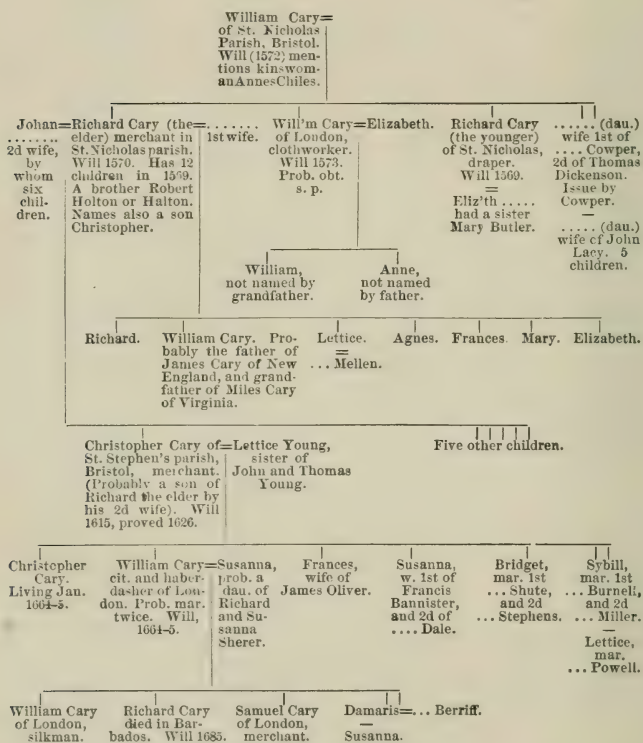 William Cary=
of St. Nicholas
Parish, Bristol.
Will (1572) men-
tions kinswom-
anAnnesChiles.
Johan=
........
2d wife,
by
whom
six
chil-
dren.
Richard Cary (the=
elder) merchant in
St.Nicholas parish.
Will 1570. Has 12
children in 1569.
A brother Robert
Holton or Halton.
Names also a son
Christopher.
.......
1st wife.
Will'm Cary=Elizabeth.
of London,
clothworker.
Will 1573.
Prob. obt.
s. p.
Richard Cary
(the younger)
of St. Nicholas,
draper.
Will 1569.
=
Eliz'th .....
had a sister
Mary Butler.
...... (dau.)
wife 1st of
.... Cowper,
2d of Thomas
Dickenson.
Issue by
Cowper.
—
..... (dau.)
wife of John
Lacy. 5
children.
William,
not named by
grandfather.
Anne,
not named
by father.
Richard.
William Cary. Pro-
bably the father of
James Cary of New
England, and grand-
father of Miles Cary
of Virginia.
Lettice.
=
... Mellen.
Agnes.
Frances.
Mary.
Elizabeth.
Christopher Cary of=
St. Stephen's parish,
Bristol, merchant.
(Probably a son of
Richard the elder by
his 2d wife). Will
1615, proved 1626.
Lettice Young,
sister of
John and Thomas
Young.
Five other children.
Christopher
Cary.
Living Jan.
1664-5.
William Cary=
cit. and haber-
dasher of Lon-
don. Prob. mar.
twice. Will,
1664-5.
Susanna,
prob. a
dau. of
Richard
and Su-
sanna
Sherer.
Frances,
wife of
James Oliver.
Susanna,
w. 1st of
Francis
Bannister,
and 2d of
.... Dale.
Bridget,
mar. 1st
... Shute,
and 2d
... Stephens.
Sybill,
mar. 1st
... Burnell,
and 2d
... Miller.
—
Lettice,
mar.
... Powell.
William Cary
of London,
silkman.
Richard Cary
died in Bar-
bados. Will 1685.
Samuel Cary
of London,
merchant.
Damaris=... Berriff.
—
Susanna.